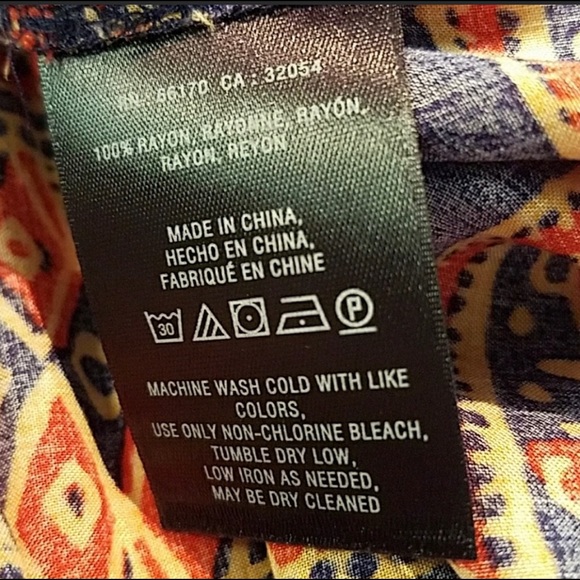 RN: 66170 CA: 32054
100% RAYON, RAYONNE, RAYÓN,
RAYON, REYON
MADE IN CHINA,
HECHO EN CHINA,
FABRIQUÉ EN CHINE
30
P
MACHINE WASH COLD WITH LIKE
COLORS,
USE ONLY NON-CHLORINE BLEACH,
TUMBLE DRY LOW,
LOW IRON AS NEEDED,
MAY BE DRY CLEANED